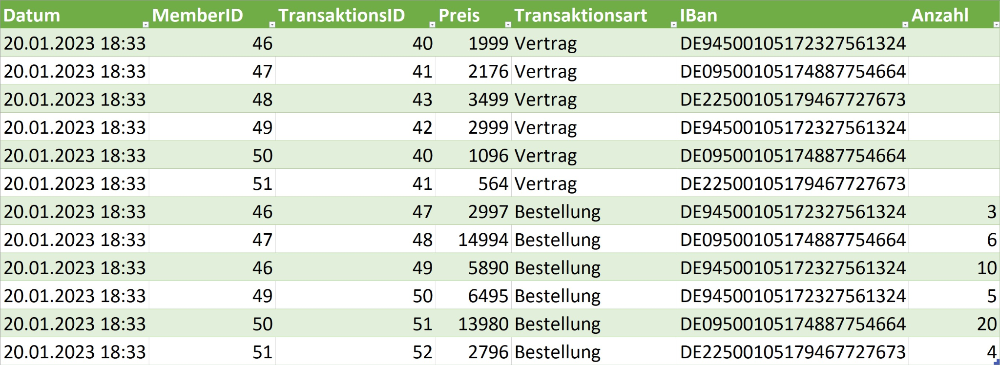 Datum MemberID TransaktionsID Preis Transaktionsart IBan Anzahl
20.01.2023 18:33 46 40 1999 Vertrag DE94500105172327561324
20.01.2023 18:33 47 41 2176 Vertrag DE09500105174887754664
20.01.2023 18:33 48 43 3499 Vertrag DE22500105179467727673
20.01.2023 18:33 49 42 2999 Vertrag DE94500105172327561324
20.01.2023 18:33 50 40 1096 Vertrag DE09500105174887754664
20.01.2023 18:33 51 41 564 Vertrag DE22500105179467727673
20.01.2023 18:33 46 47 2997 Bestellung DE94500105172327561324 3
20.01.2023 18:33 47 48 14994 Bestellung DE09500105174887754664 6
20.01.2023 18:33 46 49 5890 Bestellung DE94500105172327561324 10
20.01.2023 18:33 49 50 6495 Bestellung DE94500105172327561324 5
20.01.2023 18:33 50 51 13980 Bestellung DE09500105174887754664 20
20.01.2023 18:33 51 52 2796 Bestellung DE22500105179467727673 4